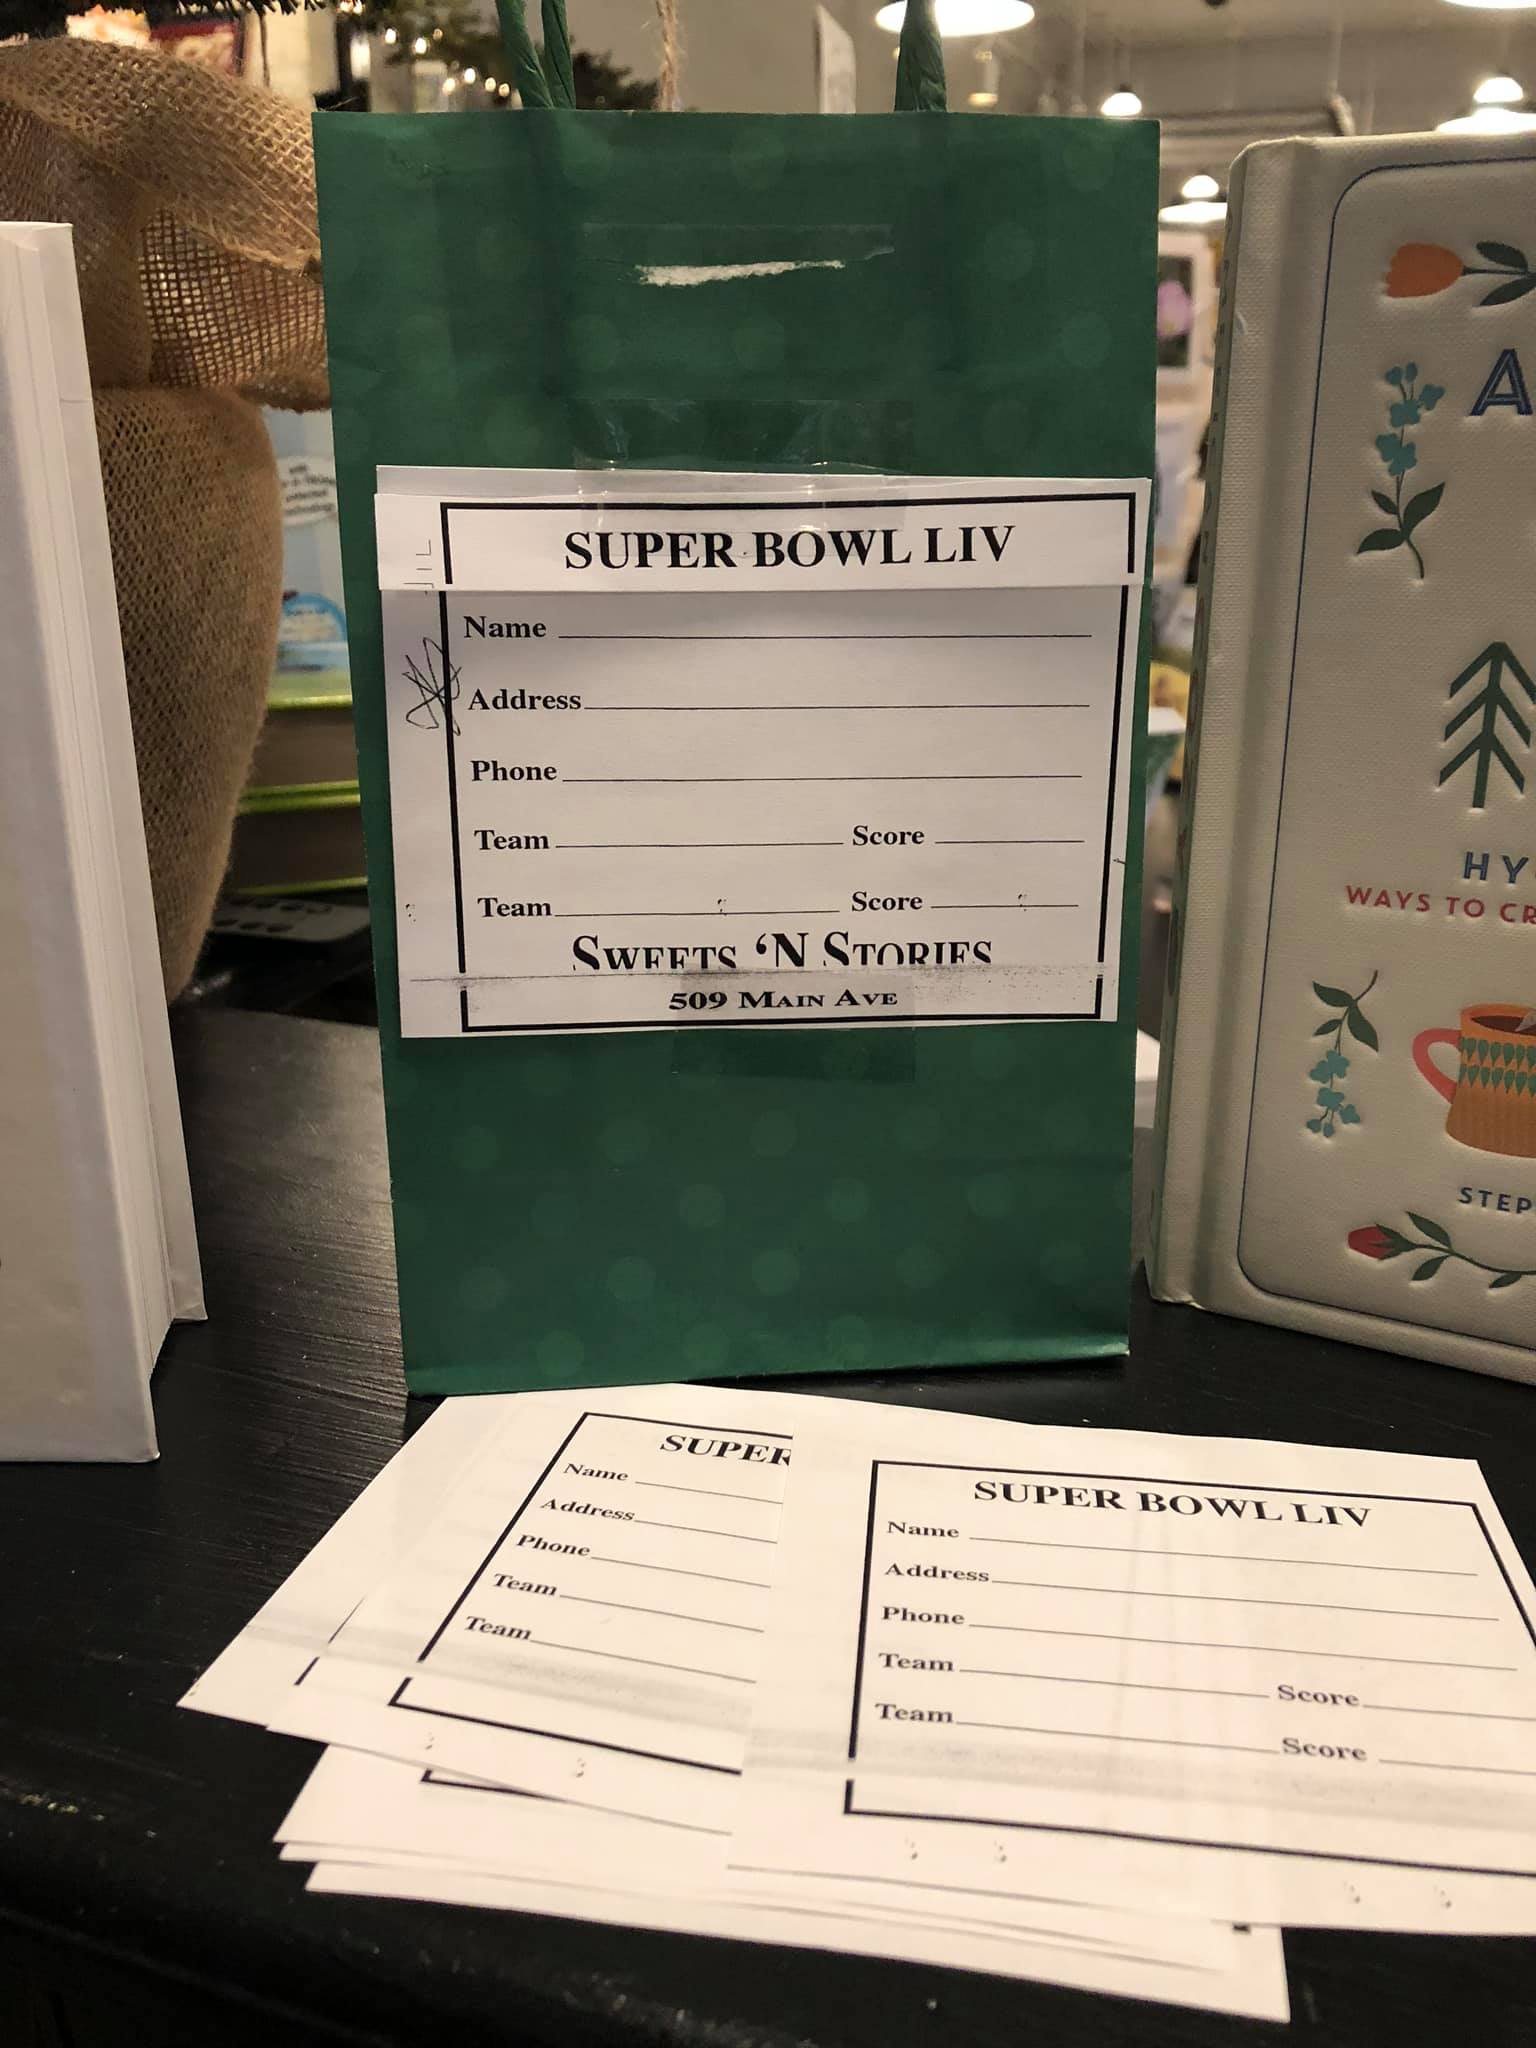 SUPER BOWL LIV
Name
Address
Phone
Team Score
Team Score
SWEETS ‘N STORIES
509 MAIN AVE
A
HY
WAYS TO CR
STEP
SUPER
Name
Address
Phone
Team
Team
SUPER BOWL LIV
Name
Address
Phone
Team Score
Team Score